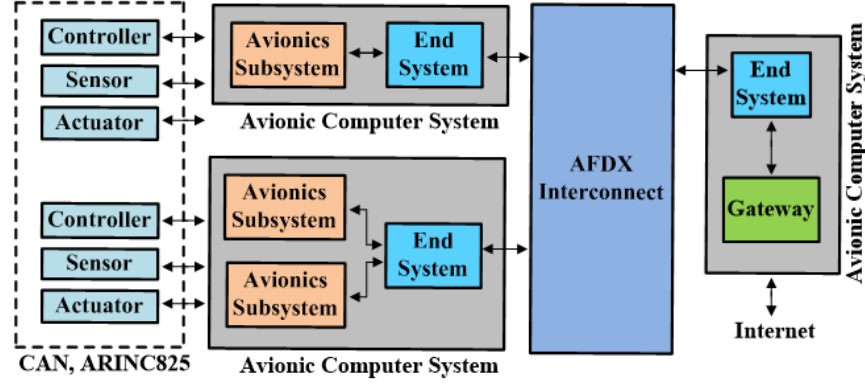 Controller
Sensor
Actuator
Avionics
Subsystem
End
System
Avionic Computer System
Controller
Sensor
Actuator
CAN, ARINC825
Avionics
Subsystem
Avionics
Subsystem
End
System
Avionic Computer System
AFDX
Interconnect
End
System
Gateway
Avionic Computer System
Internet